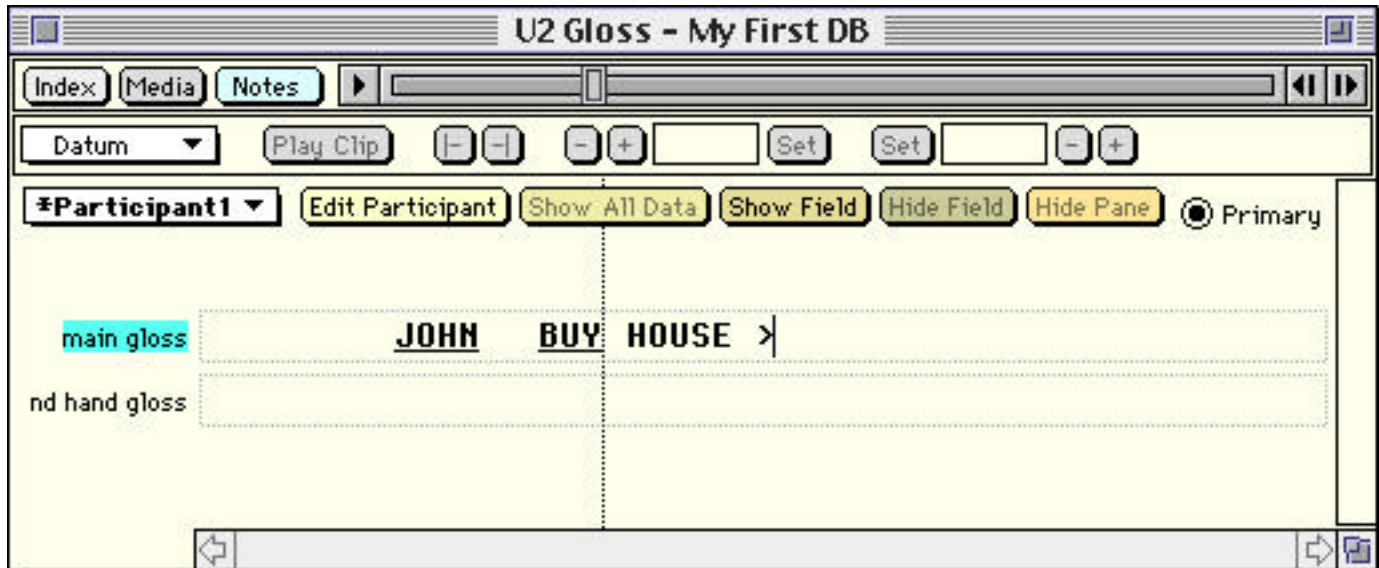 U2 Gloss - My First DB
Index Media Notes
Datum Play Clip |- -| - + Set Set - +
*Participant1 Edit Participant Show All Data Show Field Hide Field Hide Pane Primary
main gloss JOHN BUY HOUSE >
nd hand gloss